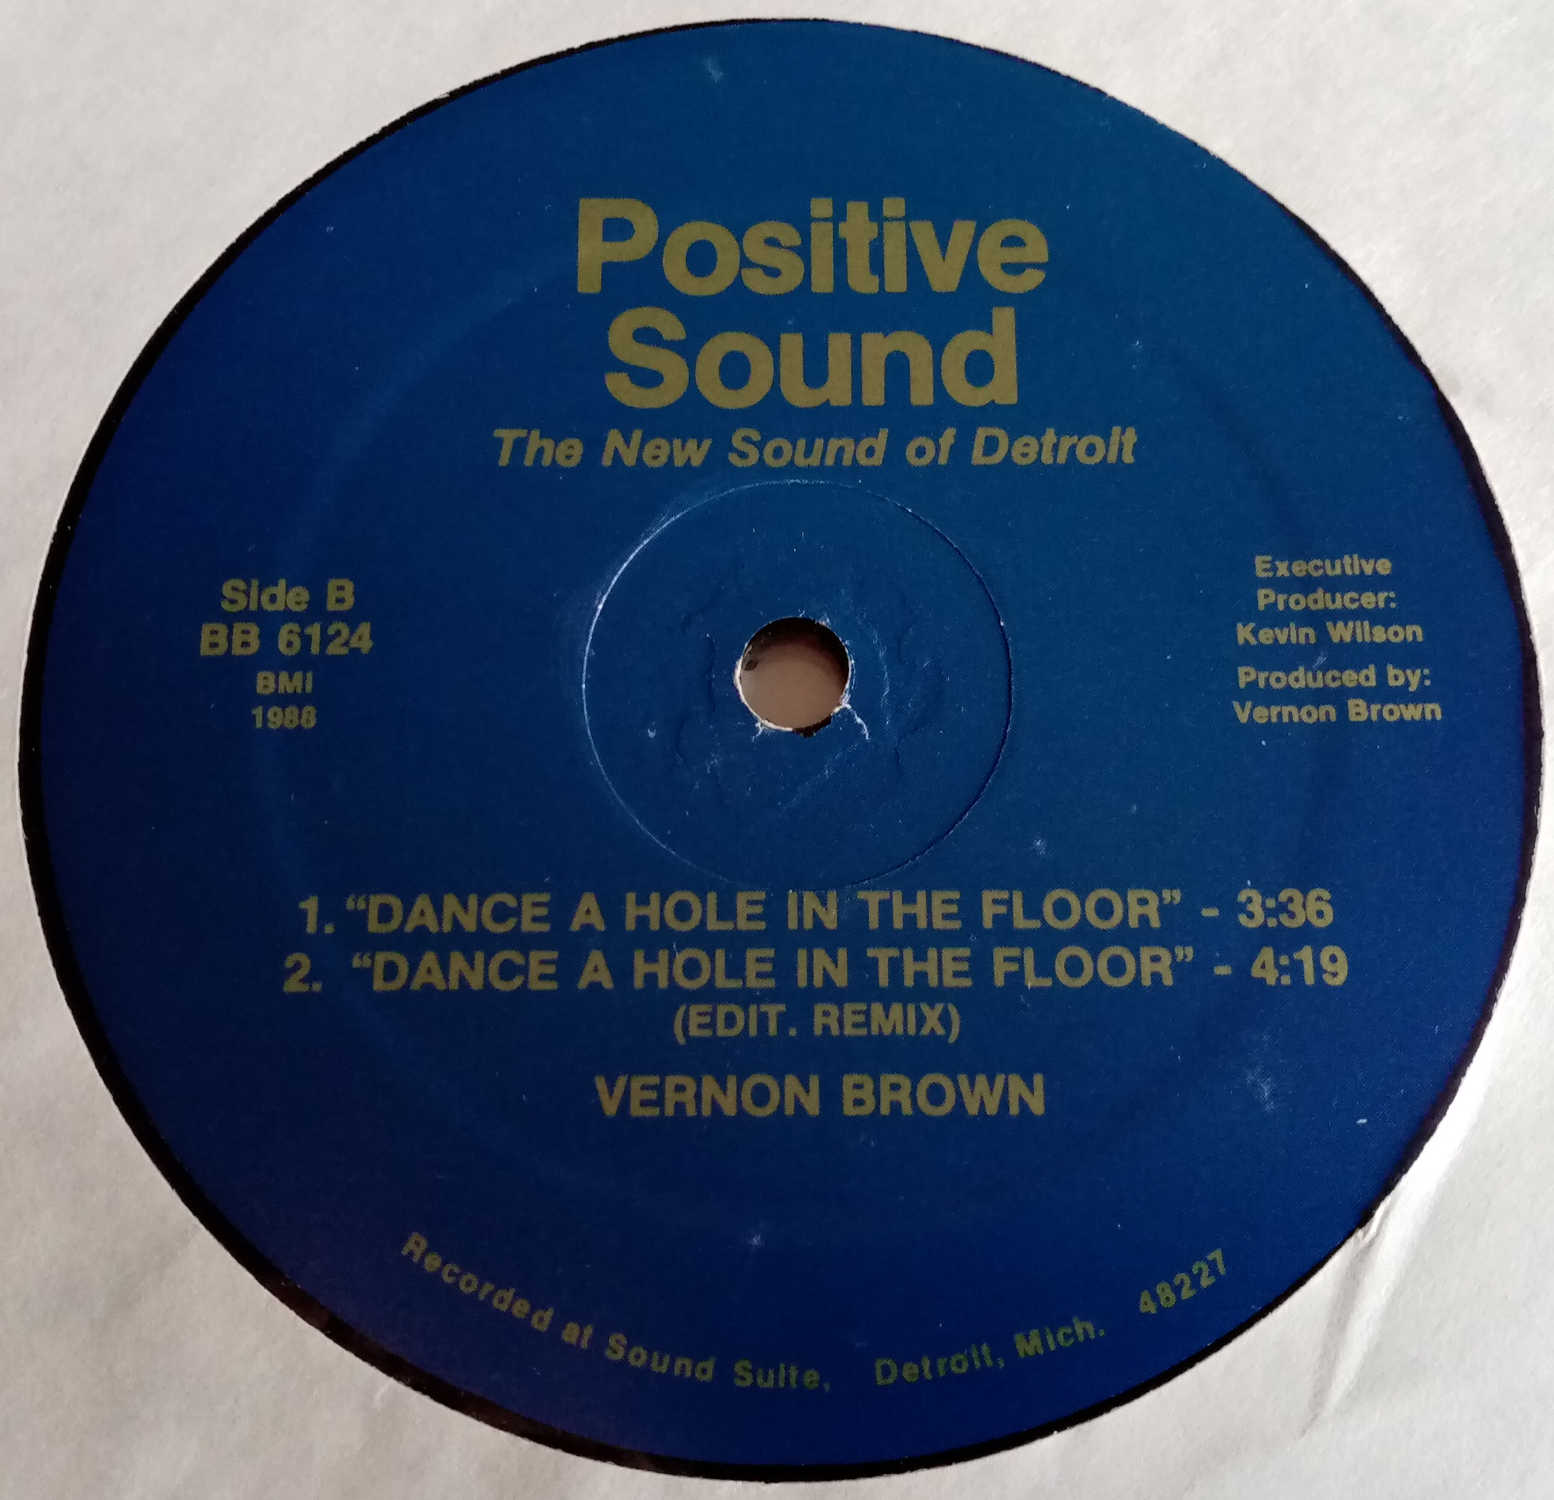 Positive
Sound
The New Sound of Detroit
Side B
BB 6124
BMI
1988
Executive
Producer:
Kevin Wilson
Produced by:
Vernon Brown
1. “DANCE A HOLE IN THE FLOOR” - 3:36
2. “DANCE A HOLE IN THE FLOOR” - 4:19
(EDIT. REMIX)
VERNON BROWN
Recorded at Sound Suite, Detroit, Mich. 48227